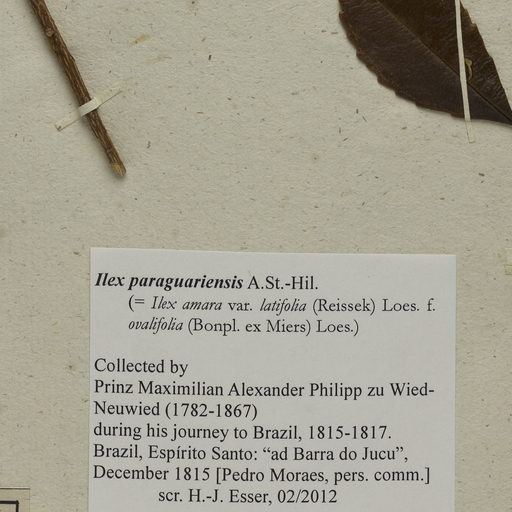 Ilex paraguariensis A.St.-Hil.
(= Ilex amara var. latifolia (Reissek) Loes. f.
ovalifolia (Bonpl. ex Miers) Loes.)
Collected by
Prinz Maximilian Alexander Philipp zu Wied-
Neuwied (1782-1867)
during his journey to Brazil, 1815-1817.
Brazil, Espírito Santo: “ad Barra do Jucu”,
December 1815 [Pedro Moraes, pers. comm.]
scr. H.-J. Esser, 02/2012